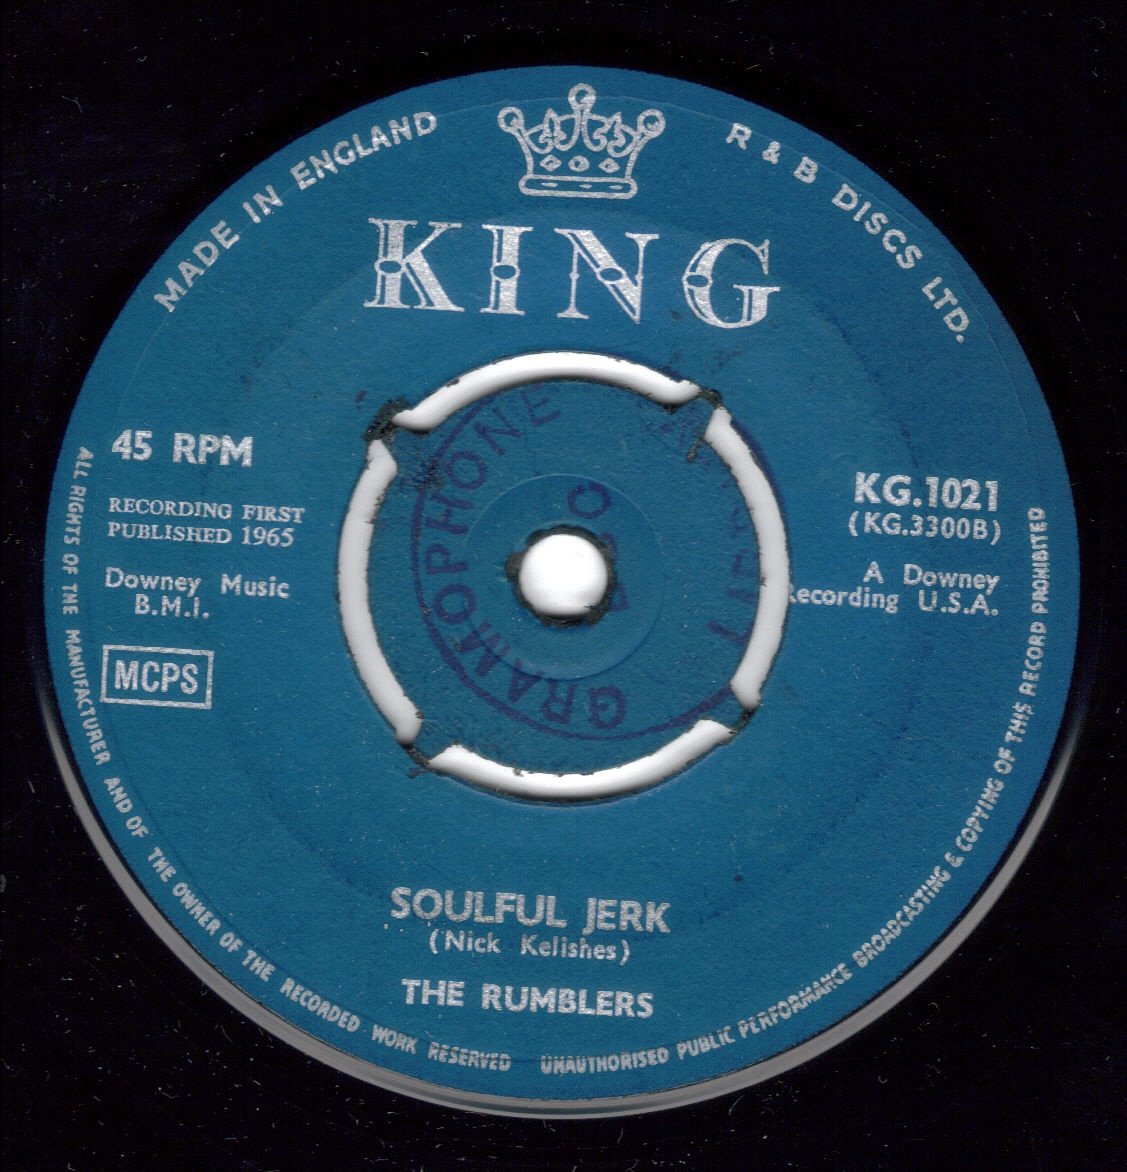 MADE IN ENGLAND
R & B DISCS LTD.
KING
45 RPM
RECORDING FIRST
PUBLISHED 1965
Downey Music
B.M.I.
MCPS
KG.1021
(KG.3300B)
A Downey
Recording U.S.A.
GRAMOPHONE
SOULFUL JERK
(Nick Kelishes)
THE RUMBLERS
ALL RIGHTS OF THE MANUFACTURER AND OF THE OWNER OF THE RECORDED WORK RESERVED UNAUTHORISED PUBLIC PERFORMANCE BROADCASTING & COPYING OF THIS RECORD PROHIBITED